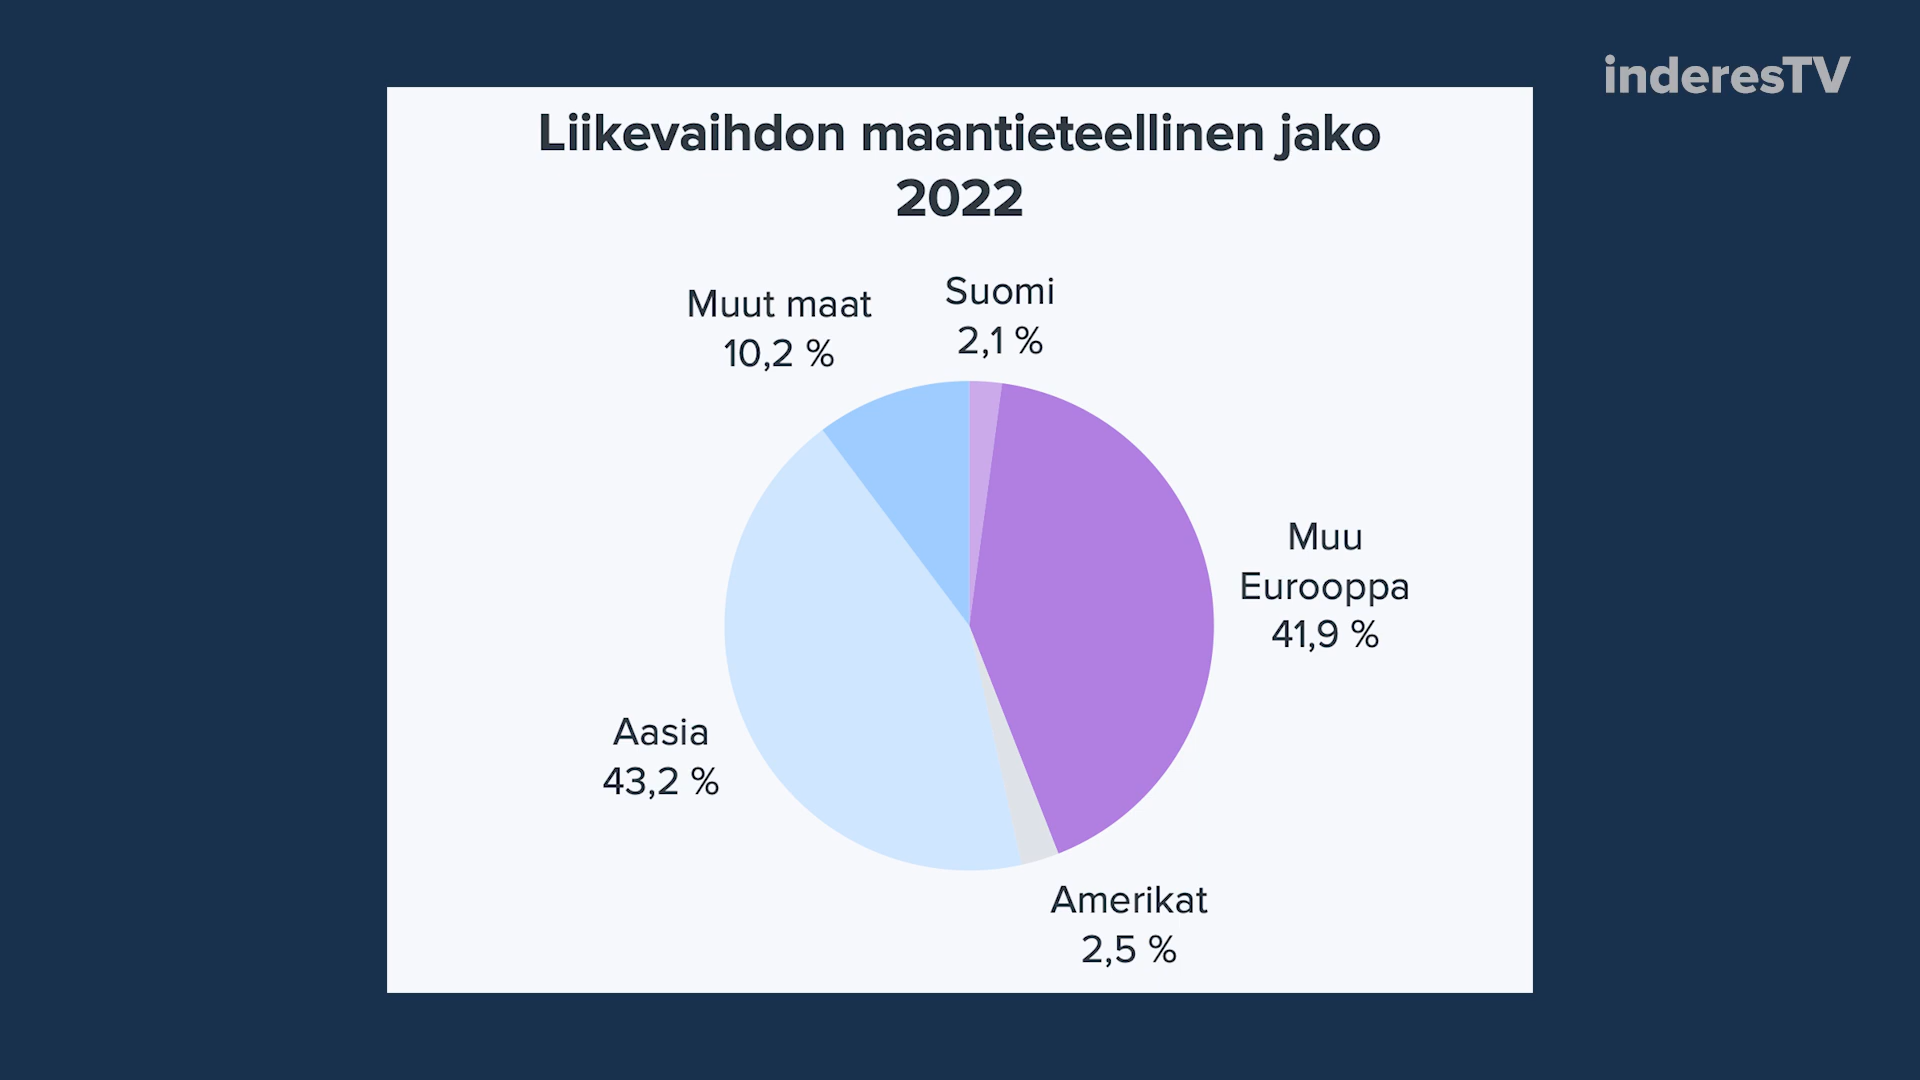 inderesTV
Liikevaihdon maantieteellinen jako
2022
Muut maat
10,2 %
Suomi
2,1 %
Muu
Eurooppa
41,9 %
Aasia
43,2 %
Amerikat
2,5 %